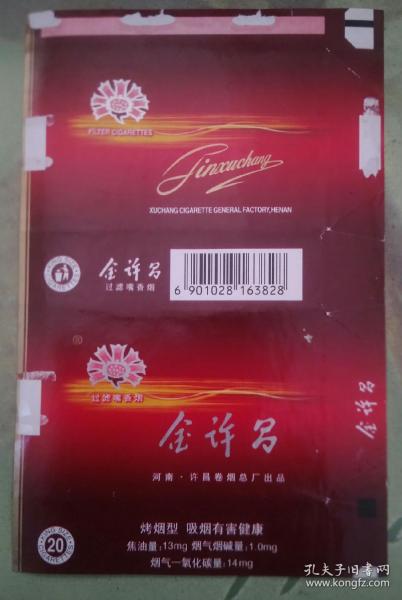 FILTER CIGARETTES
Jinxuchang
XUCHANG CIGARETTE GENERAL FACTORY,HENAN
金许昌
过滤嘴香烟
6 901028 163828
®
过滤嘴香烟
金许昌
金许昌
河南·许昌卷烟总厂出品
KING SIZE
20
CIGARETTES
烤烟型 吸烟有害健康
焦油量:13mg 烟气烟碱量:1.0mg
烟气一氧化碳量:14mg
孔夫子旧书网
www.kongfz.com